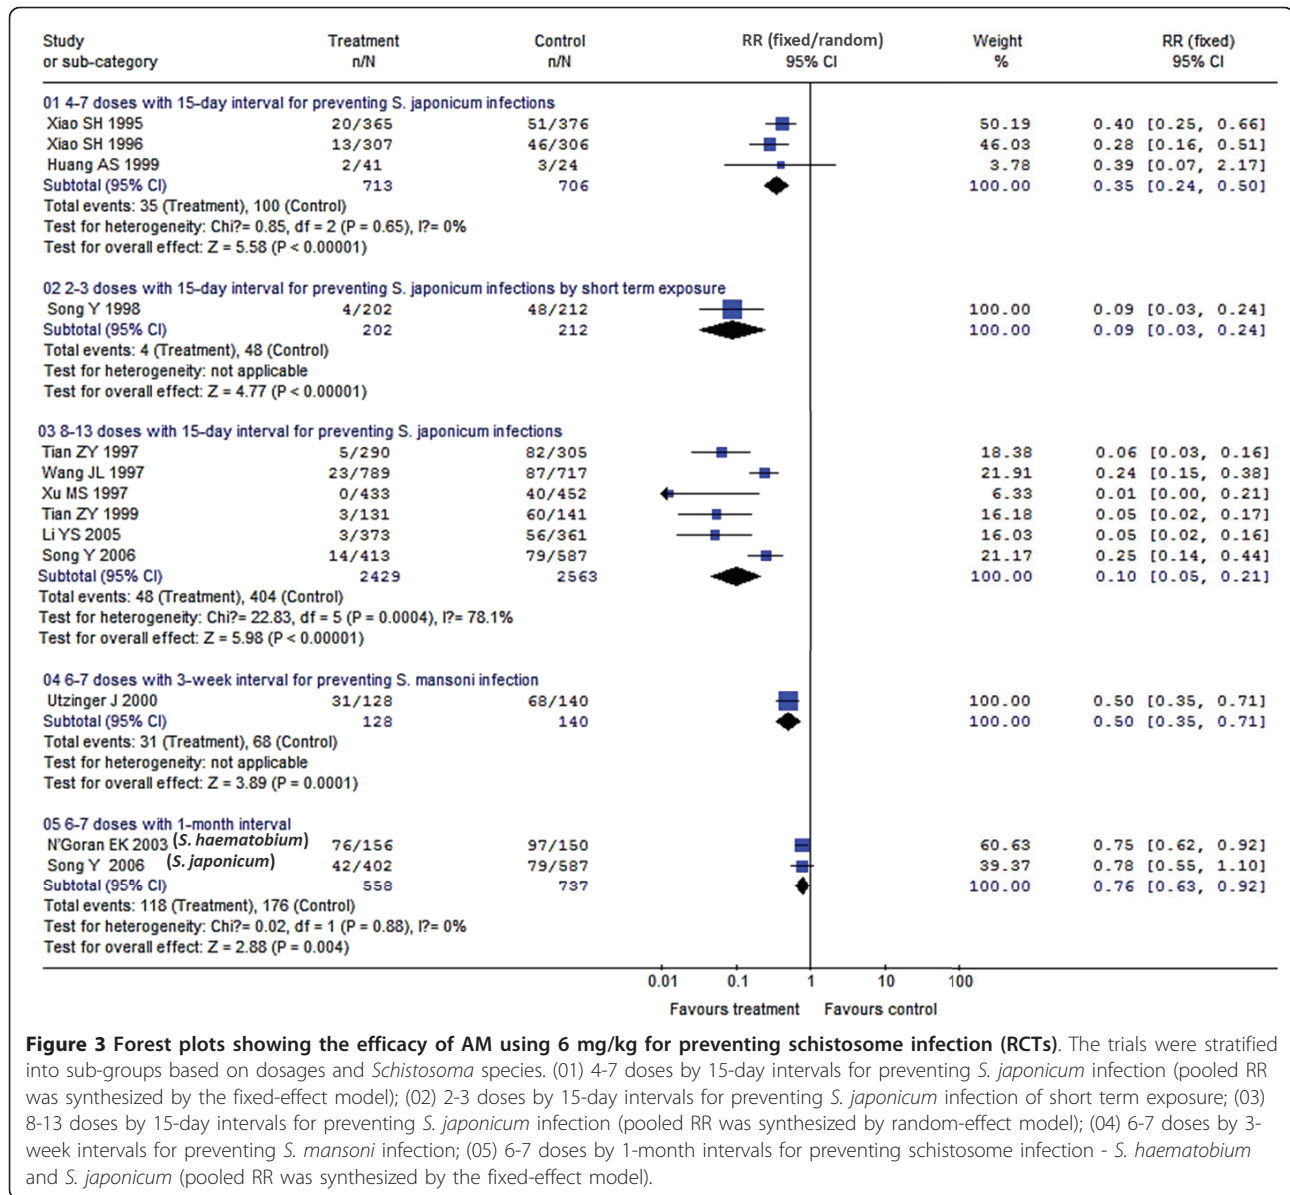 Study Treatment Control RR (fixed/random) Weight RR (fixed)
or sub-category n/N n/N 95% CI % 95% CI
01 4-7 doses with 15-day interval for preventing S. japonicum infections
Xiao SH 1995 20/365 51/376 50.19 0.40 [0.25, 0.66]
Xiao SH 1996 13/307 46/306 46.03 0.28 [0.16, 0.51]
Huang AS 1999 2/41 3/24 3.78 0.39 [0.07, 2.17]
Subtotal (95% CI) 713 706 100.00 0.35 [0.24, 0.50]
Total events: 35 (Treatment), 100 (Control)
Test for heterogeneity: Chi?= 0.85, df = 2 (P = 0.65), I?= 0%
Test for overall effect: Z = 5.58 (P < 0.00001)
02 2-3 doses with 15-day interval for preventing S. japonicum infections by short term exposure
Song Y 1998 4/202 48/212 100.00 0.09 [0.03, 0.24]
Subtotal (95% CI) 202 212 100.00 0.09 [0.03, 0.24]
Total events: 4 (Treatment), 48 (Control)
Test for heterogeneity: not applicable
Test for overall effect: Z = 4.77 (P < 0.00001)
03 8-13 doses with 15-day interval for preventing S. japonicum infections
Tian ZY 1997 5/290 82/305 18.38 0.06 [0.03, 0.16]
Wang JL 1997 23/789 87/717 21.91 0.24 [0.15, 0.38]
Xu MS 1997 0/433 40/452 6.33 0.01 [0.00, 0.21]
Tian ZY 1999 3/131 60/141 16.18 0.05 [0.02, 0.17]
Li YS 2005 3/373 56/361 16.03 0.05 [0.02, 0.16]
Song Y 2006 14/413 79/587 21.17 0.25 [0.14, 0.44]
Subtotal (95% CI) 2429 2563 100.00 0.10 [0.05, 0.21]
Total events: 48 (Treatment), 404 (Control)
Test for heterogeneity: Chi?= 22.83, df = 5 (P = 0.0004), I?= 78.1%
Test for overall effect: Z = 5.98 (P < 0.00001)
04 6-7 doses with 3-week interval for preventing S. mansoni infection
Utzinger J 2000 31/128 68/140 100.00 0.50 [0.35, 0.71]
Subtotal (95% CI) 128 140 100.00 0.50 [0.35, 0.71]
Total events: 31 (Treatment), 68 (Control)
Test for heterogeneity: not applicable
Test for overall effect: Z = 3.89 (P = 0.0001)
05 6-7 doses with 1-month interval
N'Goran EK 2003 (S. haematobium) 76/156 97/150 60.63 0.75 [0.62, 0.92]
Song Y 2006 (S. japonicum) 42/402 79/587 39.37 0.78 [0.55, 1.10]
Subtotal (95% CI) 558 737 100.00 0.76 [0.63, 0.92]
Total events: 118 (Treatment), 176 (Control)
Test for heterogeneity: Chi?= 0.02, df = 1 (P = 0.88), I?= 0%
Test for overall effect: Z = 2.88 (P = 0.004)
0.01 0.1 1 10 100
Favours treatment Favours control
Figure 3 Forest plots showing the efficacy of AM using 6 mg/kg for preventing schistosome infection (RCTs). The trials were stratified
into sub-groups based on dosages and Schistosoma species. (01) 4-7 doses by 15-day intervals for preventing S. japonicum infection (pooled RR
was synthesized by the fixed-effect model); (02) 2-3 doses by 15-day intervals for preventing S. japonicum infection of short term exposure; (03)
8-13 doses by 15-day intervals for preventing S. japonicum infection (pooled RR was synthesized by random-effect model); (04) 6-7 doses by 3-
week intervals for preventing S. mansoni infection; (05) 6-7 doses by 1-month intervals for preventing schistosome infection - S. haematobium
and S. japonicum (pooled RR was synthesized by the fixed-effect model).